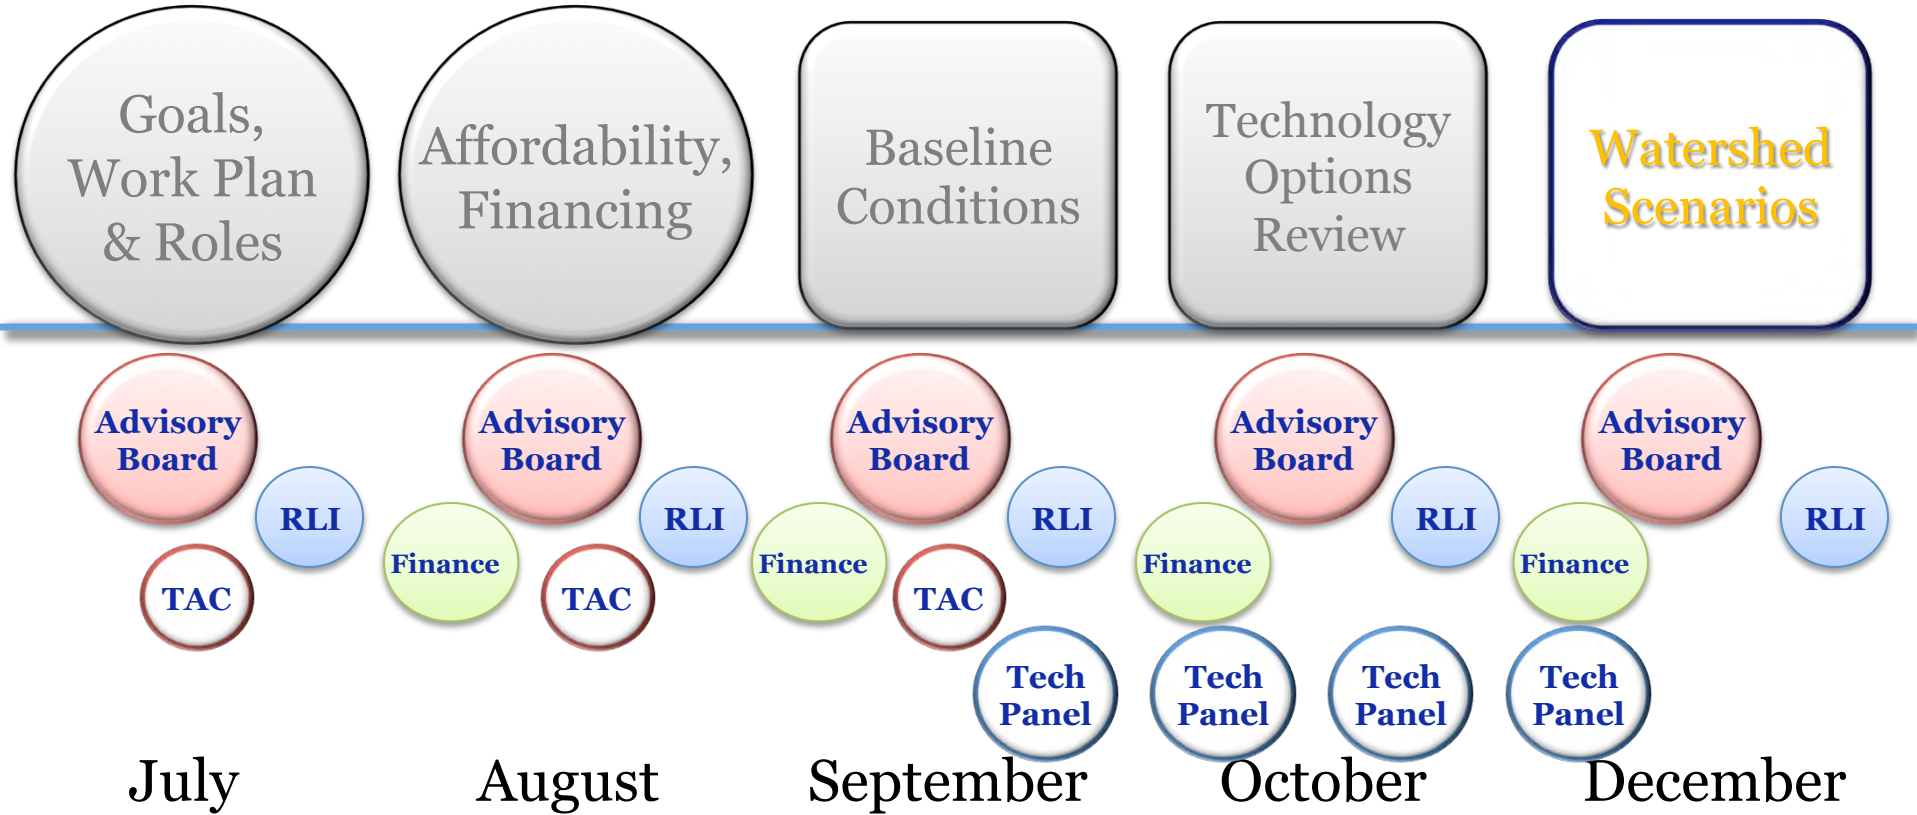 Goals,
Work Plan
& Roles
Affordability,
Financing
Baseline
Conditions
Technology
Options
Review
Watershed
Scenarios
Advisory
Board
RLI
TAC
Advisory
Board
RLI
Finance
TAC
Advisory
Board
RLI
Finance
TAC
Tech
Panel
Advisory
Board
RLI
Finance
Tech
Panel
Tech
Panel
Advisory
Board
RLI
Finance
Tech
Panel
July
August
September
October
December